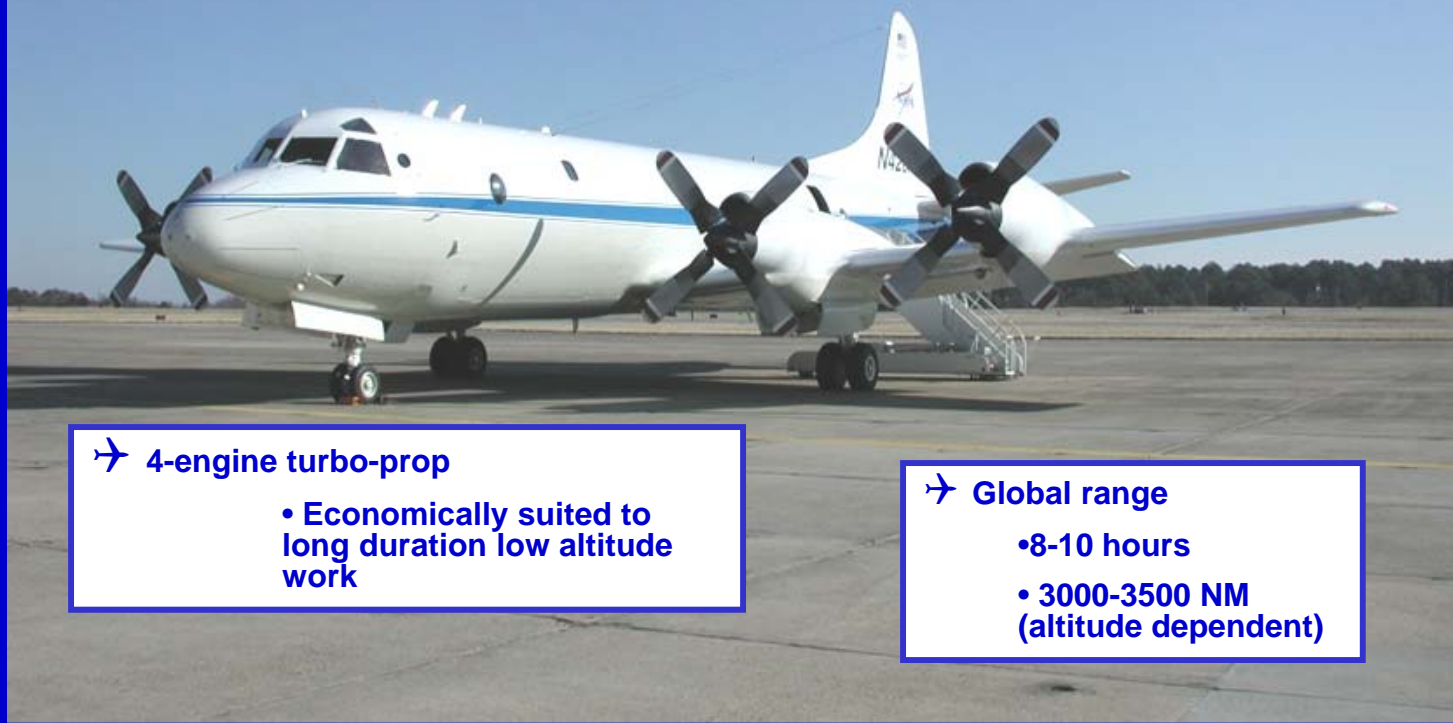 ✈ 4-engine turbo-prop
• Economically suited to
long duration low altitude
work
✈ Global range
•8-10 hours
• 3000-3500 NM
(altitude dependent)